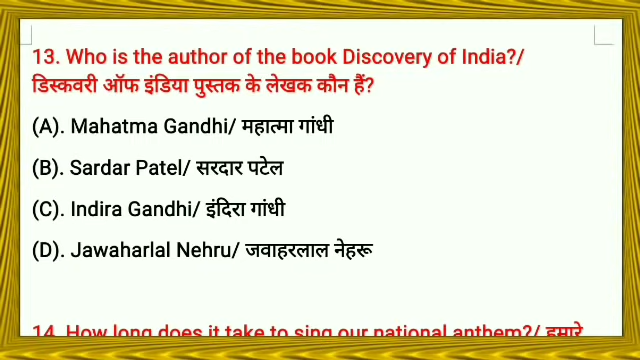 13. Who is the author of the book Discovery of India?/
डिस्कवरी ऑफ इंडिया पुस्तक के लेखक कौन हैं?
(A). Mahatma Gandhi/ महात्मा गांधी
(B). Sardar Patel/ सरदार पटेल
(C). Indira Gandhi/ इंदिरा गांधी
(D). Jawaharlal Nehru/ जवाहरलाल नेहरू
14. How long does it take to sing our national anthem?/ हमारे